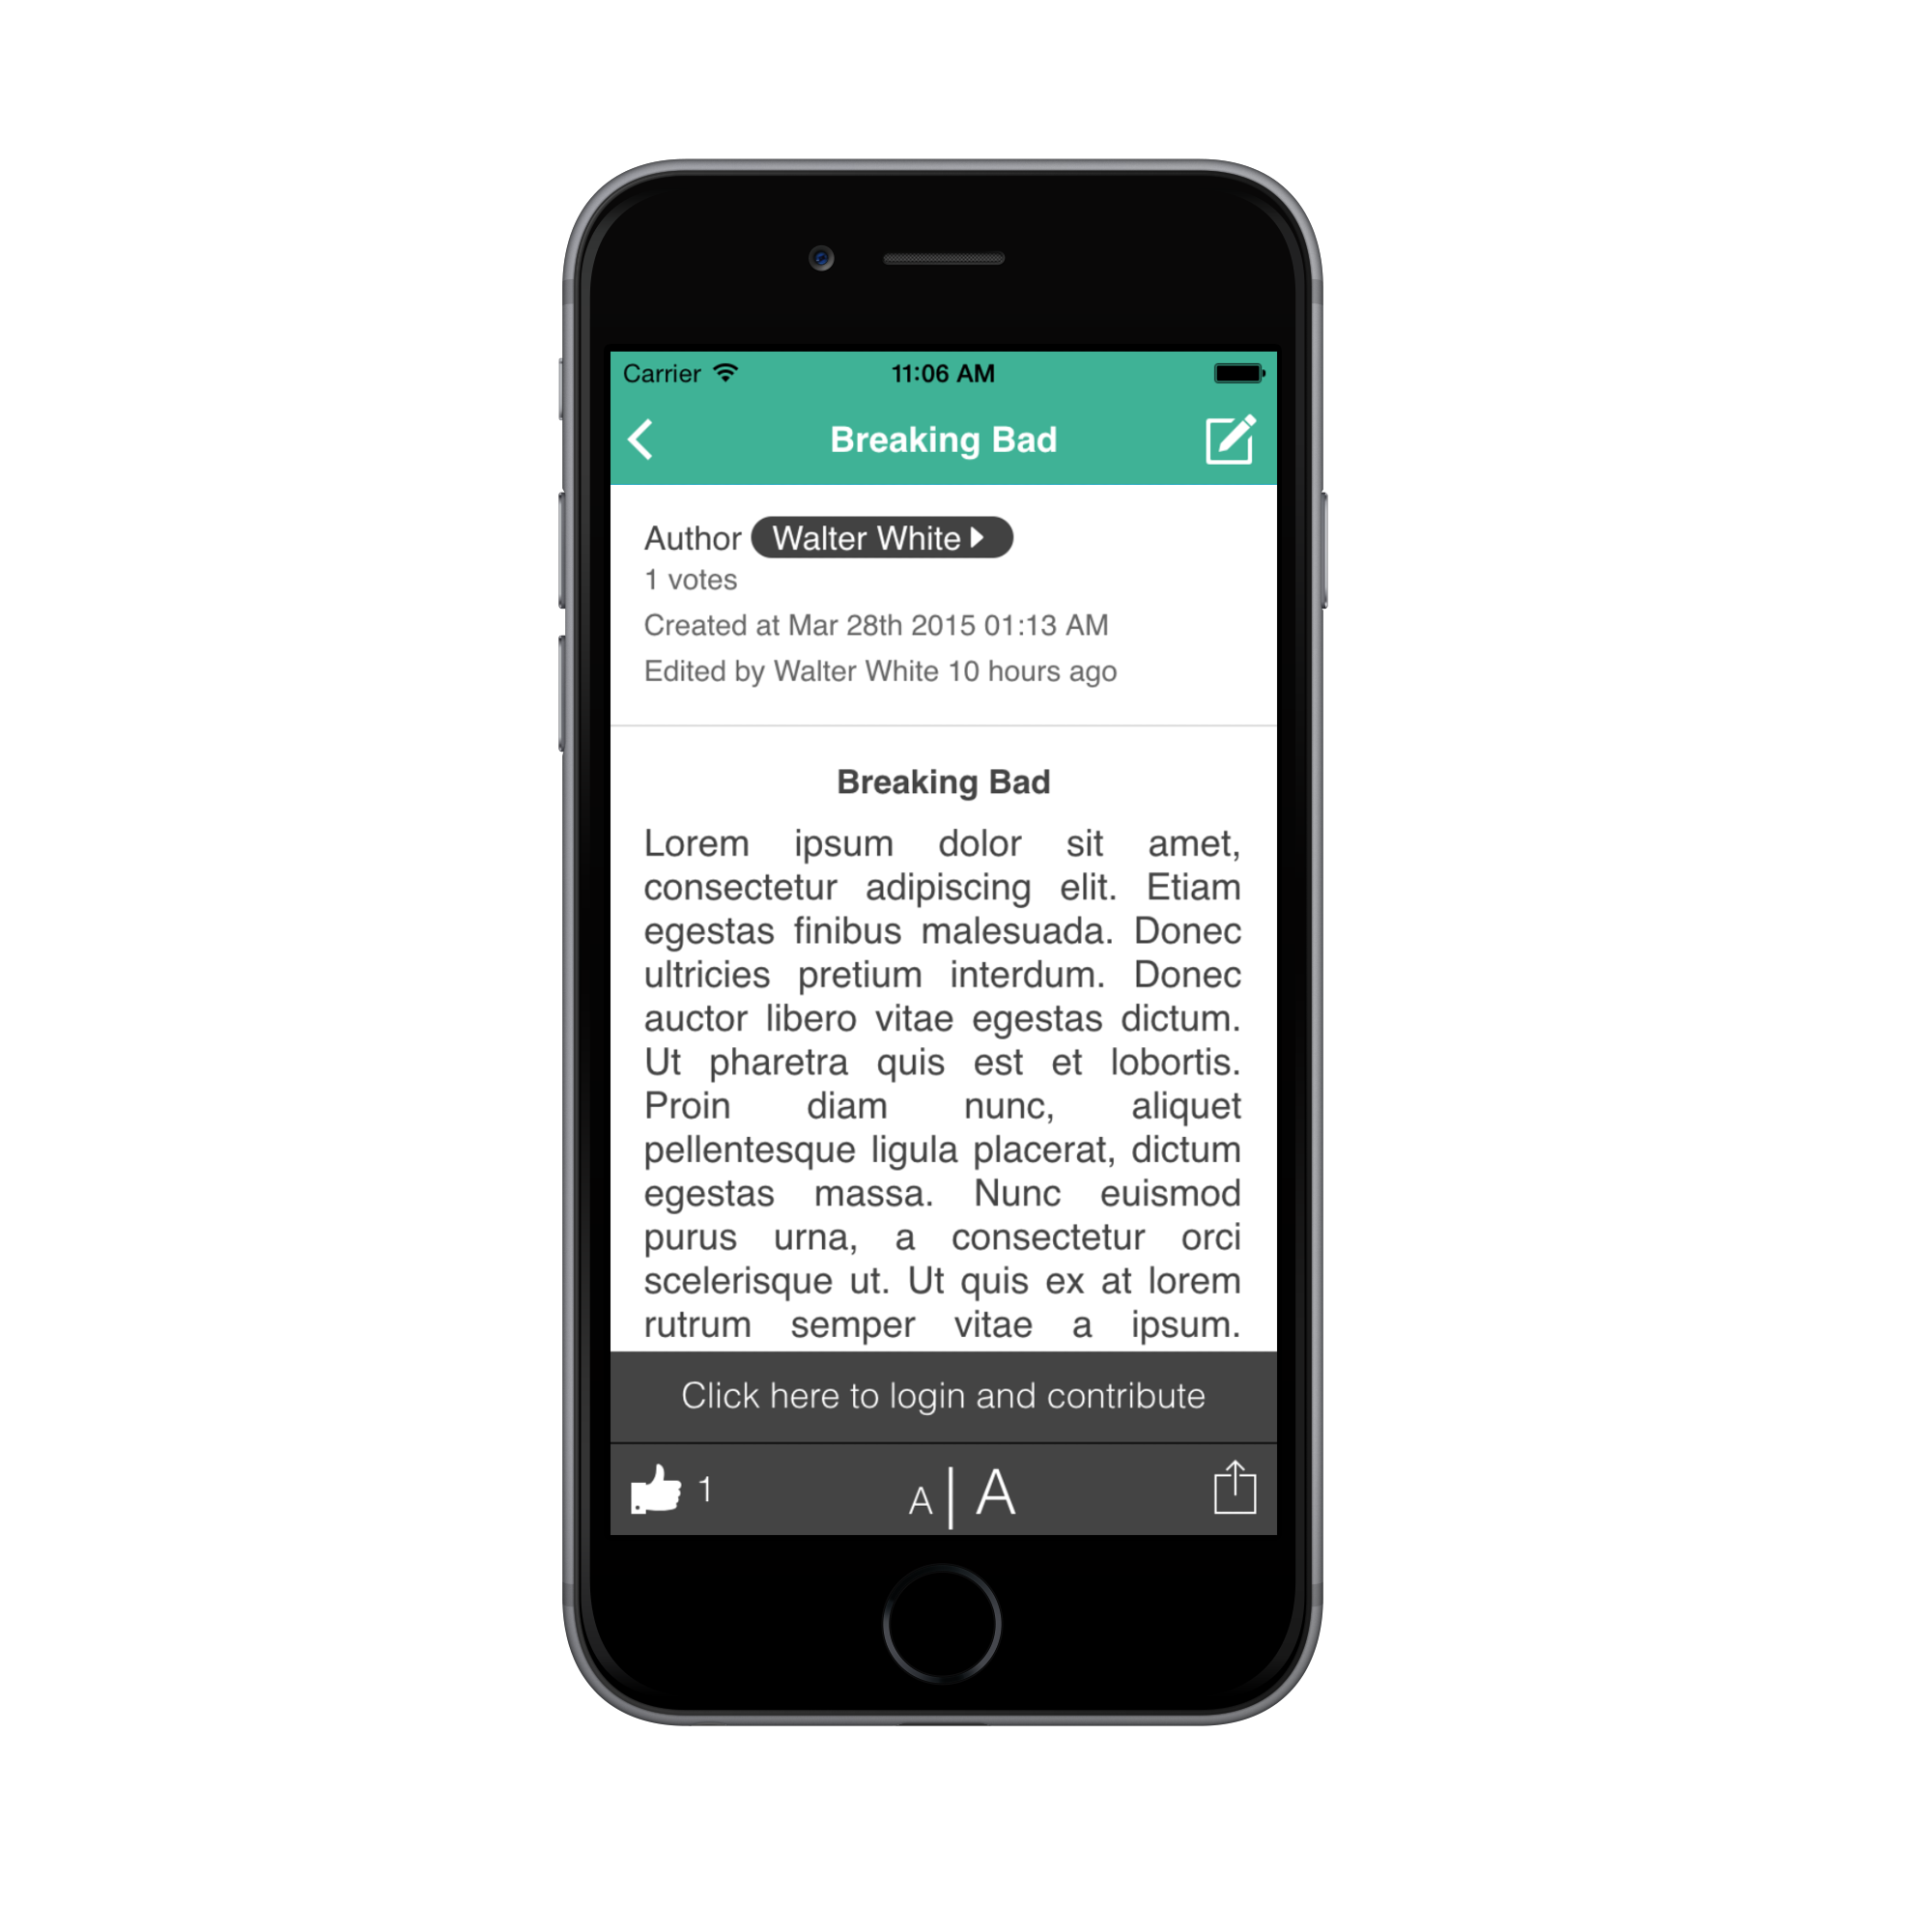 Carrier 11:06 AM
Breaking Bad
Author Walter White
1 votes
Created at Mar 28th 2015 01:13 AM
Edited by Walter White 10 hours ago
Breaking Bad
Lorem ipsum dolor sit amet,
consectetur adipiscing elit. Etiam
egestas finibus malesuada. Donec
ultricies pretium interdum. Donec
auctor libero vitae egestas dictum.
Ut pharetra quis est et lobortis.
Proin diam nunc, aliquet
pellentesque ligula placerat, dictum
egestas massa. Nunc euismod
purus urna, a consectetur orci
scelerisque ut. Ut quis ex at lorem
rutrum semper vitae a ipsum.
Click here to login and contribute
1 A | A